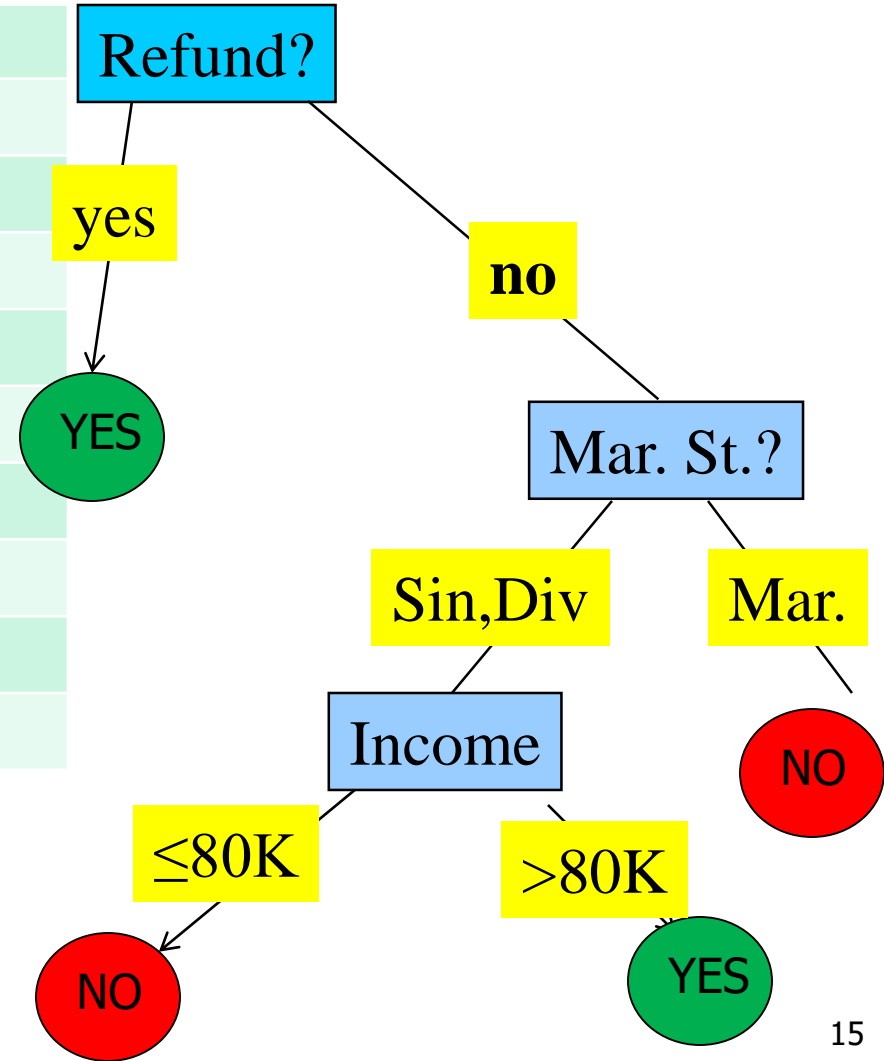 Refund?
yes
no
YES
Mar. St.?
Sin,Div
Mar.
Income
NO
≤80K
>80K
NO
YES
15